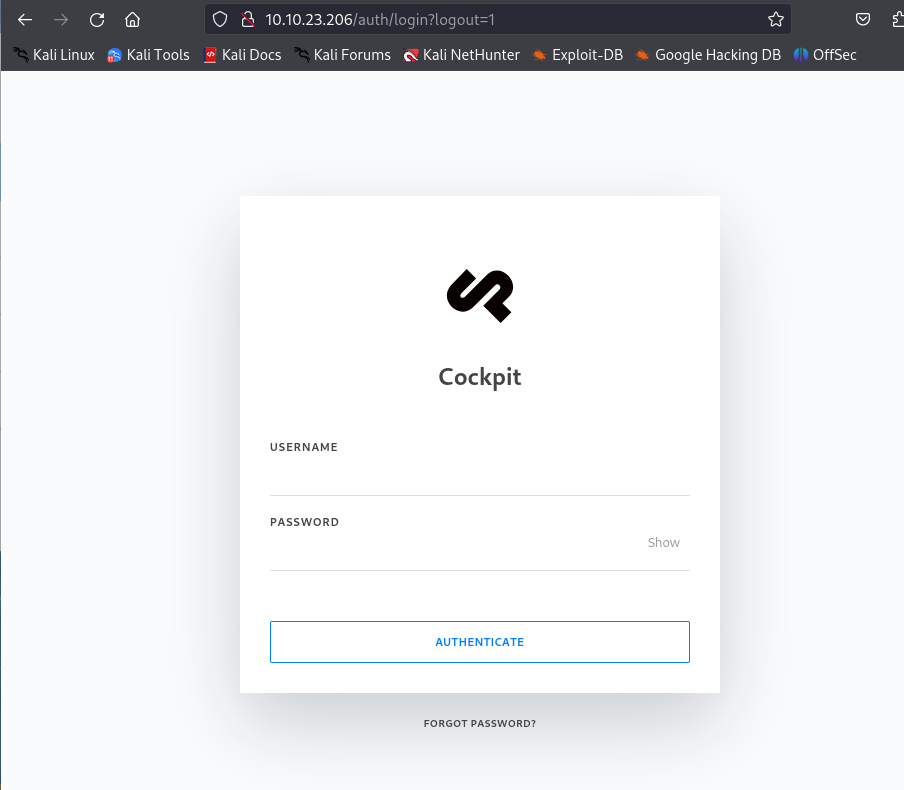 10.10.23.206/auth/login?logout=1
Kali Linux Kali Tools Kali Docs Kali Forums Kali NetHunter Exploit-DB Google Hacking DB OffSec
Cockpit
USERNAME
PASSWORD
Show
AUTHENTICATE
FORGOT PASSWORD?